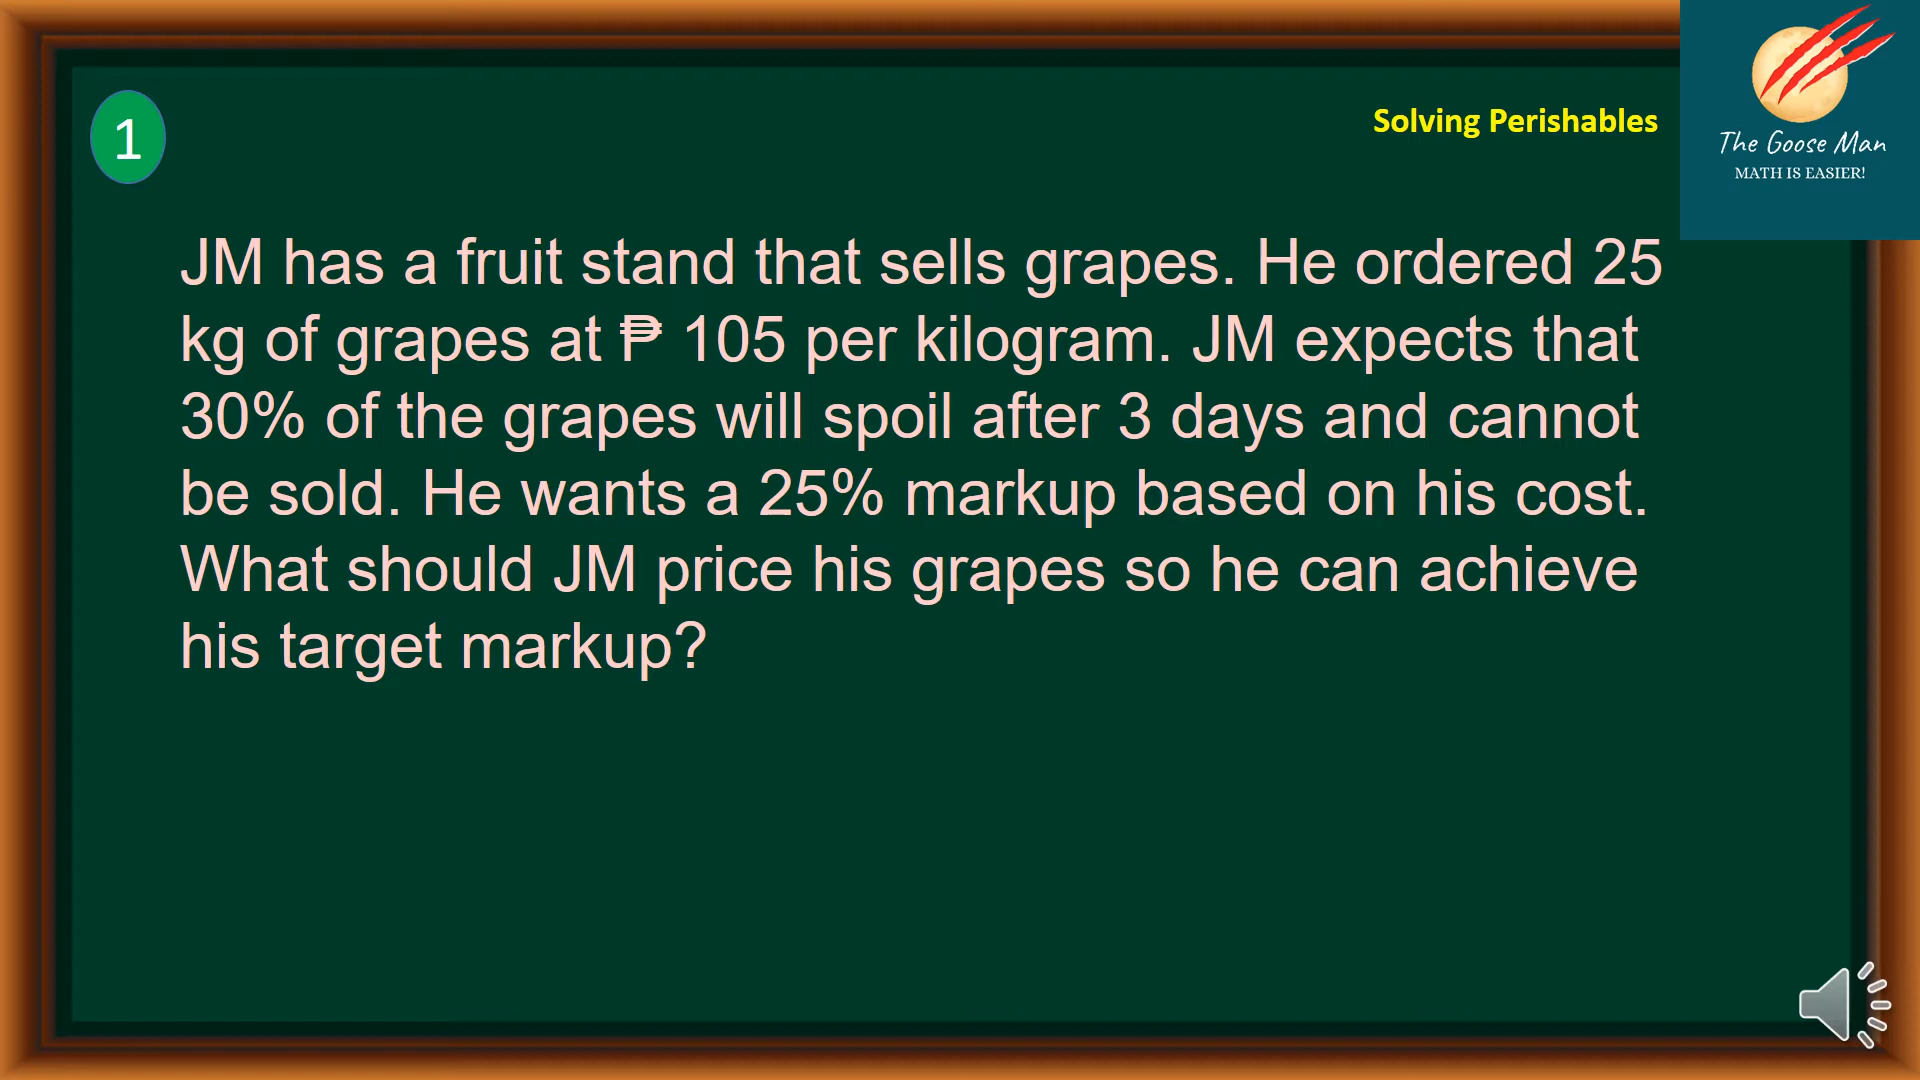 1
Solving Perishables
The Goose Man
MATH IS EASIER!
JM has a fruit stand that sells grapes. He ordered 25
kg of grapes at ₱ 105 per kilogram. JM expects that
30% of the grapes will spoil after 3 days and cannot
be sold. He wants a 25% markup based on his cost.
What should JM price his grapes so he can achieve
his target markup?